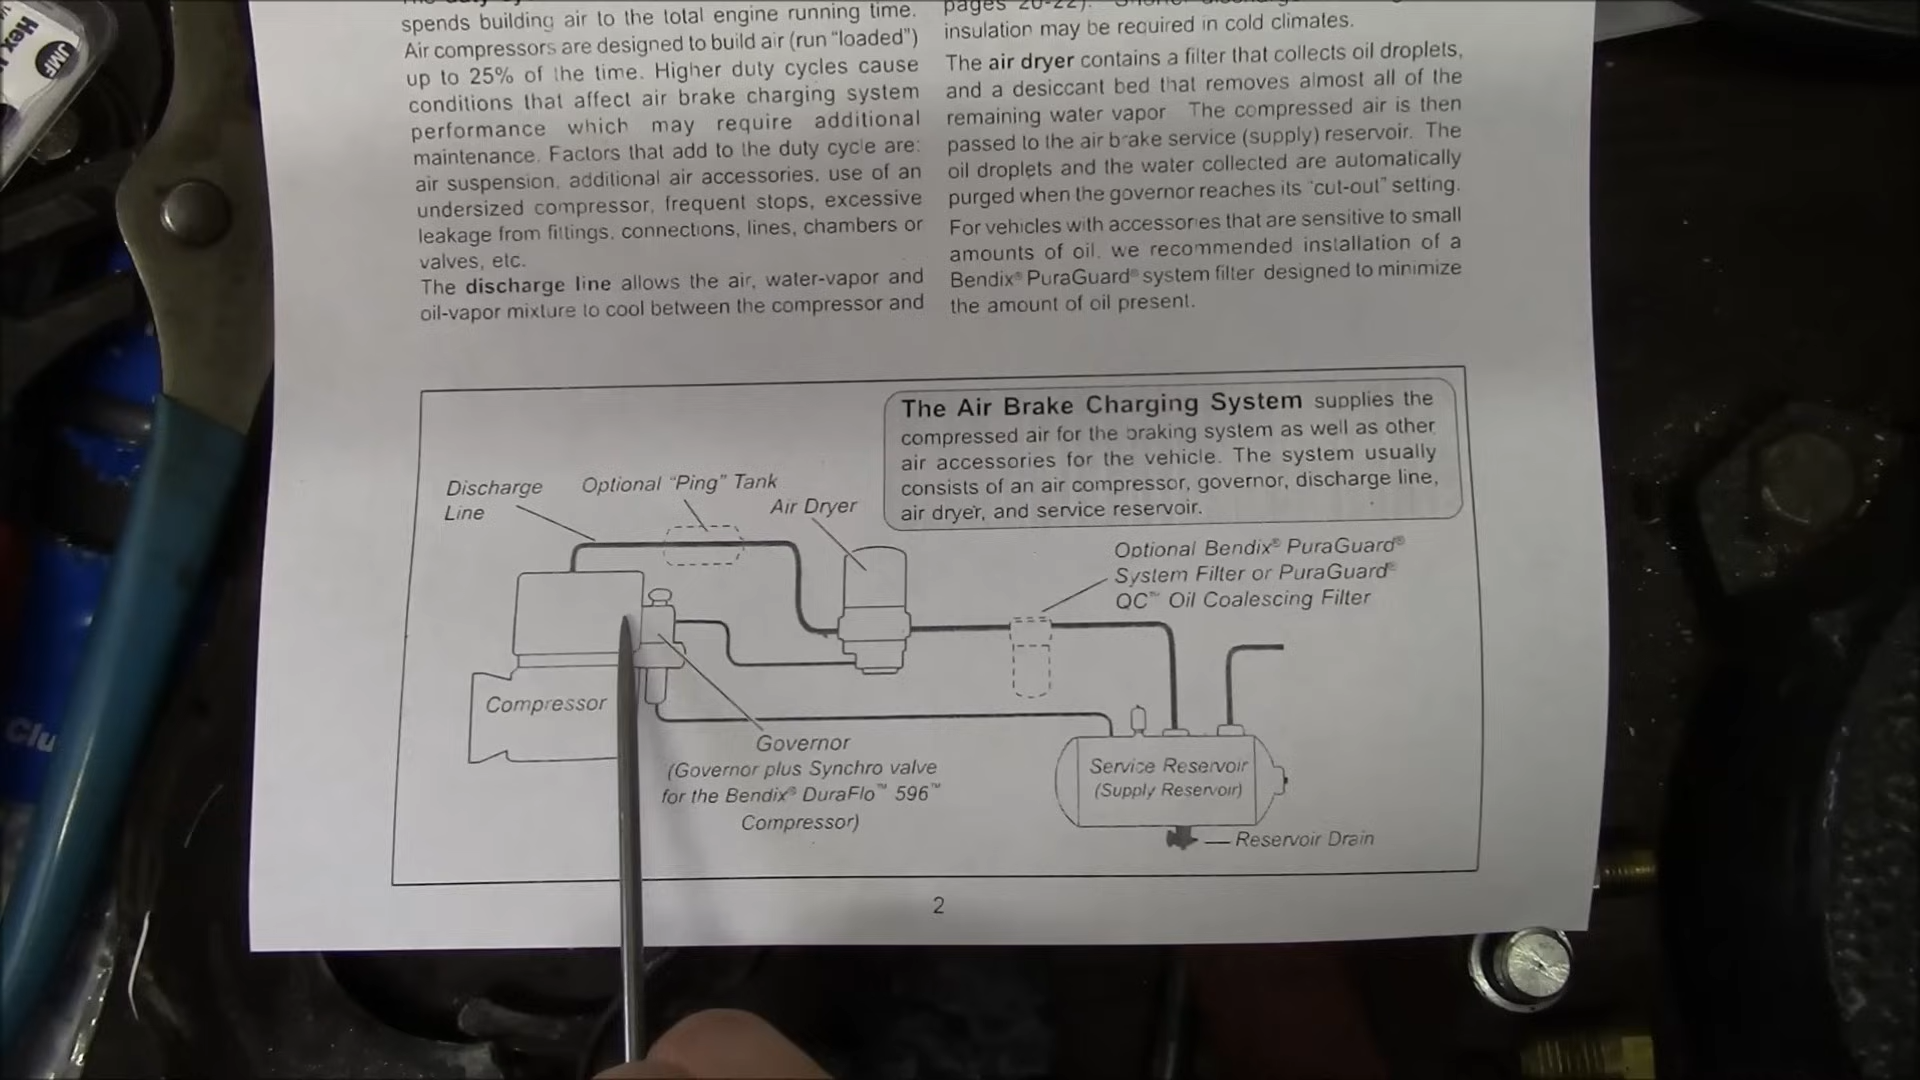 spends building air to the total engine running time.
Air compressors are designed to build air (run "loaded")
up to 25% of the time. Higher duty cycles cause
conditions that affect air brake charging system
performance which may require additional
maintenance. Factors that add to the duty cycle are:
air suspension, additional air accessories, use of an
undersized compressor, frequent stops, excessive
leakage from fittings, connections, lines, chambers or
valves, etc.
The discharge line allows the air, water-vapor and
oil-vapor mixture to cool between the compressor and
pages 20-22).
insulation may be required in cold climates.
The air dryer contains a filter that collects oil droplets,
and a desiccant bed that removes almost all of the
remaining water vapor The compressed air is then
passed to the air brake service (supply) reservoir. The
oil droplets and the water collected are automatically
purged when the governor reaches its "cut-out" setting.
For vehicles with accessories that are sensitive to small
amounts of oil, we recommended installation of a
Bendix® PuraGuard® system filter designed to minimize
the amount of oil present.
The Air Brake Charging System supplies the
compressed air for the braking system as well as other
air accessories for the vehicle. The system usually
consists of an air compressor, governor, discharge line,
air dryer, and service reservoir.
Discharge
Line
Optional "Ping" Tank
Air Dryer
Optional Bendix® PuraGuard®
System Filter or PuraGuard®
QC™ Oil Coalescing Filter
Compressor
Governor
(Governor plus Synchro valve
for the Bendix® DuraFlo™ 596™
Compressor)
Service Reservoir
(Supply Reservoir)
Reservoir Drain
2
JMF
Hex
Clu